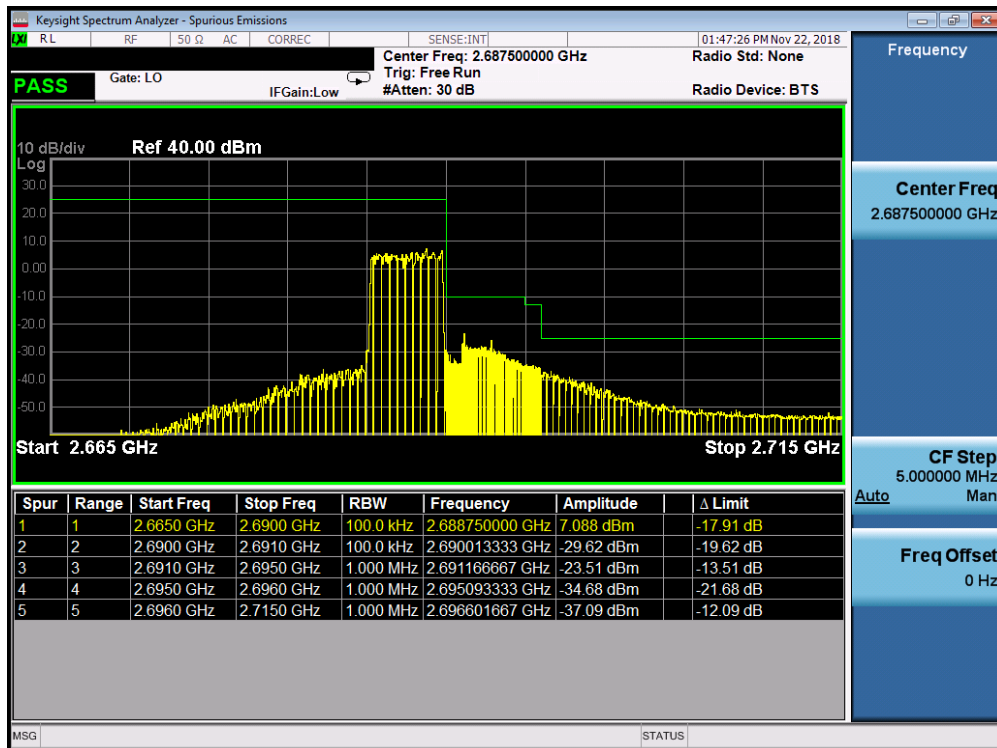 Keysight Spectrum Analyzer - Spurious Emissions
LXI RL RF 50 Ω AC CORREC SENSE:INT 01:47:26 PM Nov 22, 2018
Center Freq: 2.687500000 GHz Radio Std: None
Trig: Free Run
PASS Gate: LO IFGain:Low #Atten: 30 dB Radio Device: BTS
10 dB/div Ref 40.00 dBm
Log
30.0
20.0
10.0
0.00
-10.0
-20.0
-30.0
-40.0
-50.0
Start 2.665 GHz Stop 2.715 GHz
Spur Range Start Freq Stop Freq RBW Frequency Amplitude Δ Limit
1 1 2.6650 GHz 2.6900 GHz 100.0 kHz 2.688750000 GHz 7.088 dBm -17.91 dB
2 2 2.6900 GHz 2.6910 GHz 100.0 kHz 2.690013333 GHz -29.62 dBm -19.62 dB
3 3 2.6910 GHz 2.6950 GHz 1.000 MHz 2.691166667 GHz -23.51 dBm -13.51 dB
4 4 2.6950 GHz 2.6960 GHz 1.000 MHz 2.695093333 GHz -34.68 dBm -21.68 dB
5 5 2.6960 GHz 2.7150 GHz 1.000 MHz 2.696601667 GHz -37.09 dBm -12.09 dB
Frequency
Center Freq
2.687500000 GHz
CF Step
5.000000 MHz
Auto Man
Freq Offset
0 Hz
MSG STATUS